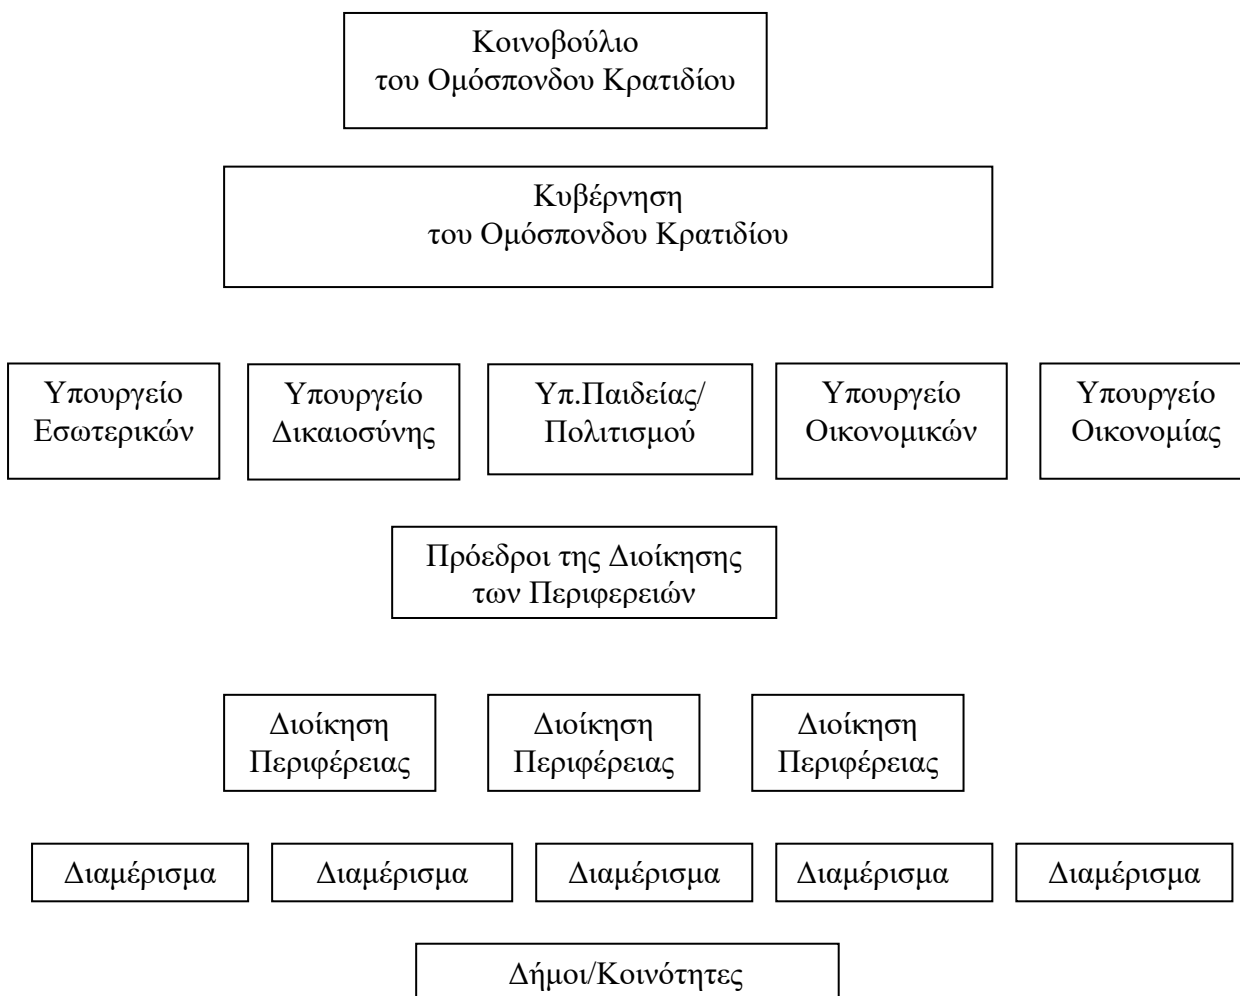 Κοινοβούλιο
του Ομόσπονδου Κρατιδίου
Κυβέρνηση
του Ομόσπονδου Κρατιδίου
Υπουργείο
Εσωτερικών
Υπουργείο
Δικαιοσύνης
Υπ.Παιδείας/
Πολιτισμού
Υπουργείο
Οικονομικών
Υπουργείο
Οικονομίας
Πρόεδροι της Διοίκησης
των Περιφερειών
Διοίκηση
Περιφέρειας
Διοίκηση
Περιφέρειας
Διοίκηση
Περιφέρειας
Διαμέρισμα
Διαμέρισμα
Διαμέρισμα
Διαμέρισμα
Διαμέρισμα
Δήμοι/Κοινότητες